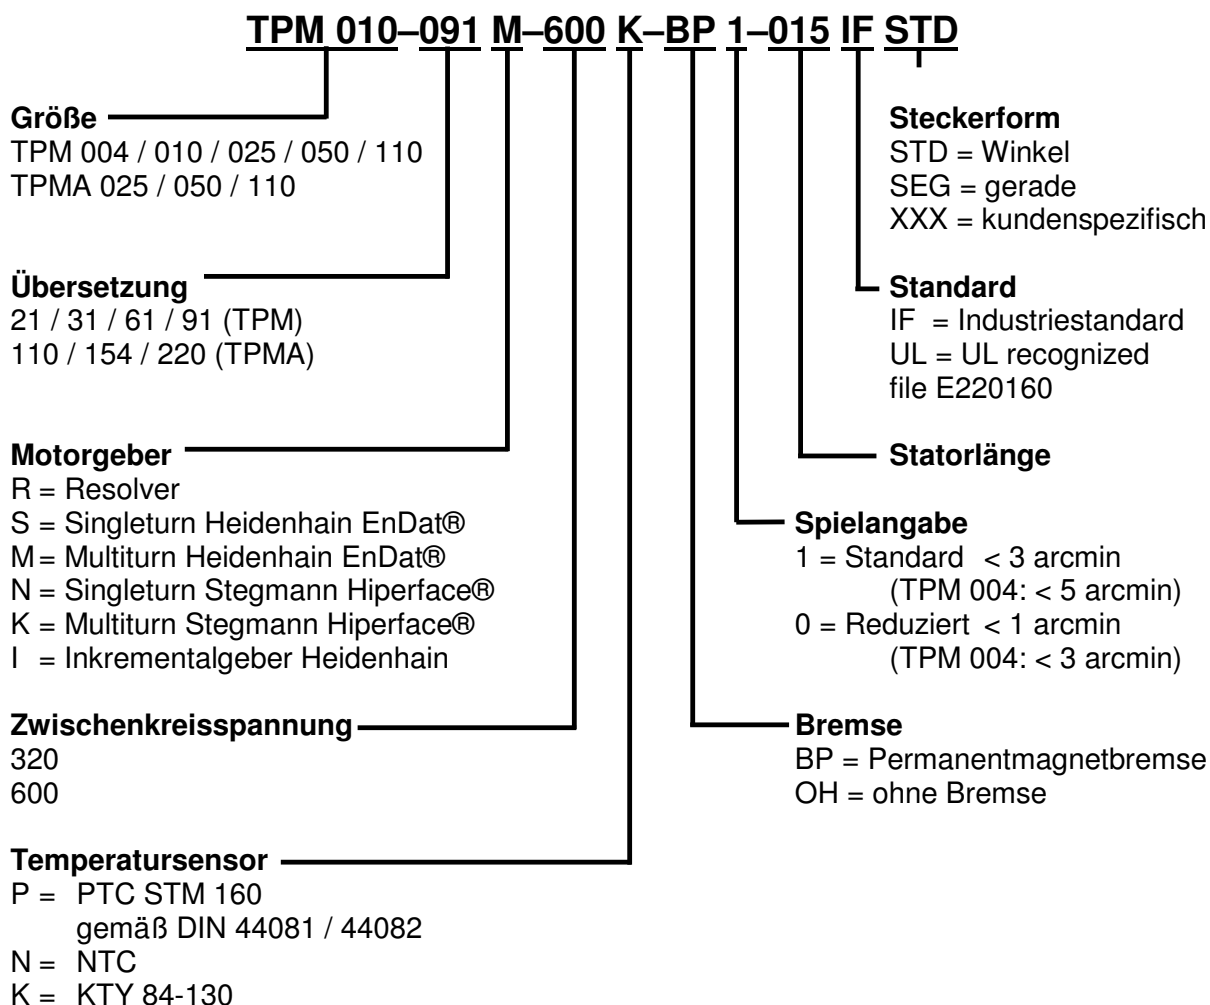 TPM 010–091 M–600 K–BP 1–015 IF STD
Größe
TPM 004 / 010 / 025 / 050 / 110
TPMA 025 / 050 / 110
Übersetzung
21 / 31 / 61 / 91 (TPM)
110 / 154 / 220 (TPMA)
Motorgeber
R = Resolver
S = Singleturn Heidenhain EnDat®
M = Multiturn Heidenhain EnDat®
N = Singleturn Stegmann Hiperface®
K = Multiturn Stegmann Hiperface®
I = Inkrementalgeber Heidenhain
Zwischenkreisspannung
320
600
Temperatursensor
P = PTC STM 160
gemäß DIN 44081 / 44082
N = NTC
K = KTY 84-130
Steckerform
STD = Winkel
SEG = gerade
XXX = kundenspezifisch
Standard
IF = Industriestandard
UL = UL recognized
file E220160
Statorlänge
Spielangabe
1 = Standard < 3 arcmin
(TPM 004: < 5 arcmin)
0 = Reduziert < 1 arcmin
(TPM 004: < 3 arcmin)
Bremse
BP = Permanentmagnetbremse
OH = ohne Bremse